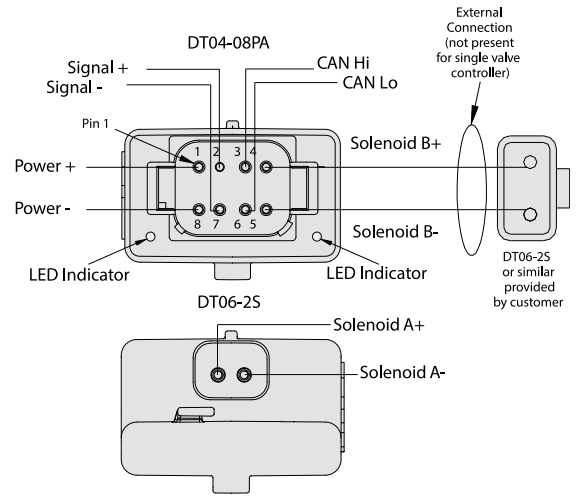 External
Connection
(not present
for single valve
controller)
DT04-08PA
Signal +
Signal -
CAN Hi
CAN Lo
Pin 1
1 2 3 4
Solenoid B+
Power +
Power -
8 7 6 5
Solenoid B-
LED Indicator
LED Indicator
DT06-2S
or similar
provided
by customer
DT06-2S
Solenoid A+
Solenoid A-